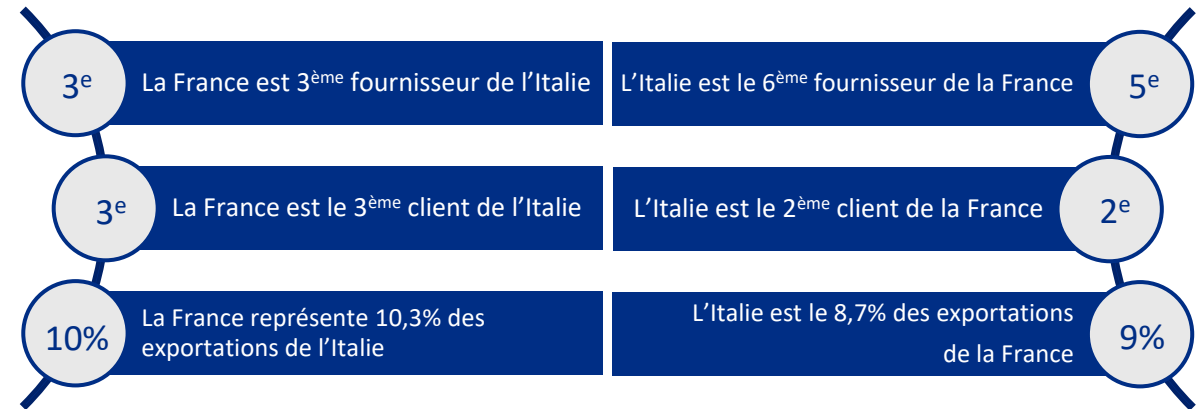 3e
La France est 3ème fournisseur de l’Italie
L’Italie est le 6ème fournisseur de la France
5e
3e
La France est le 3ème client de l’Italie
L’Italie est le 2ème client de la France
2e
10%
La France représente 10,3% des
exportations de l’Italie
L’Italie est le 8,7% des exportations
de la France
9%